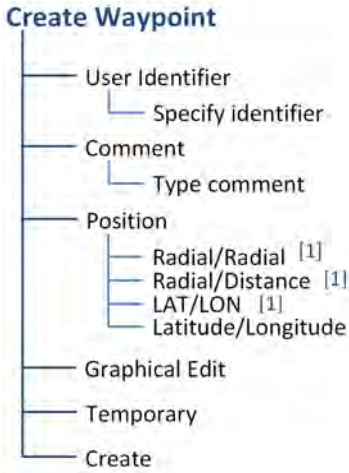 Create Waypoint
User Identifier
Specify identifier
Comment
Type comment
Position
Radial/Radial [1]
Radial/Distance [1]
LAT/LON [1]
Latitude/Longitude
Graphical Edit
Temporary
Create